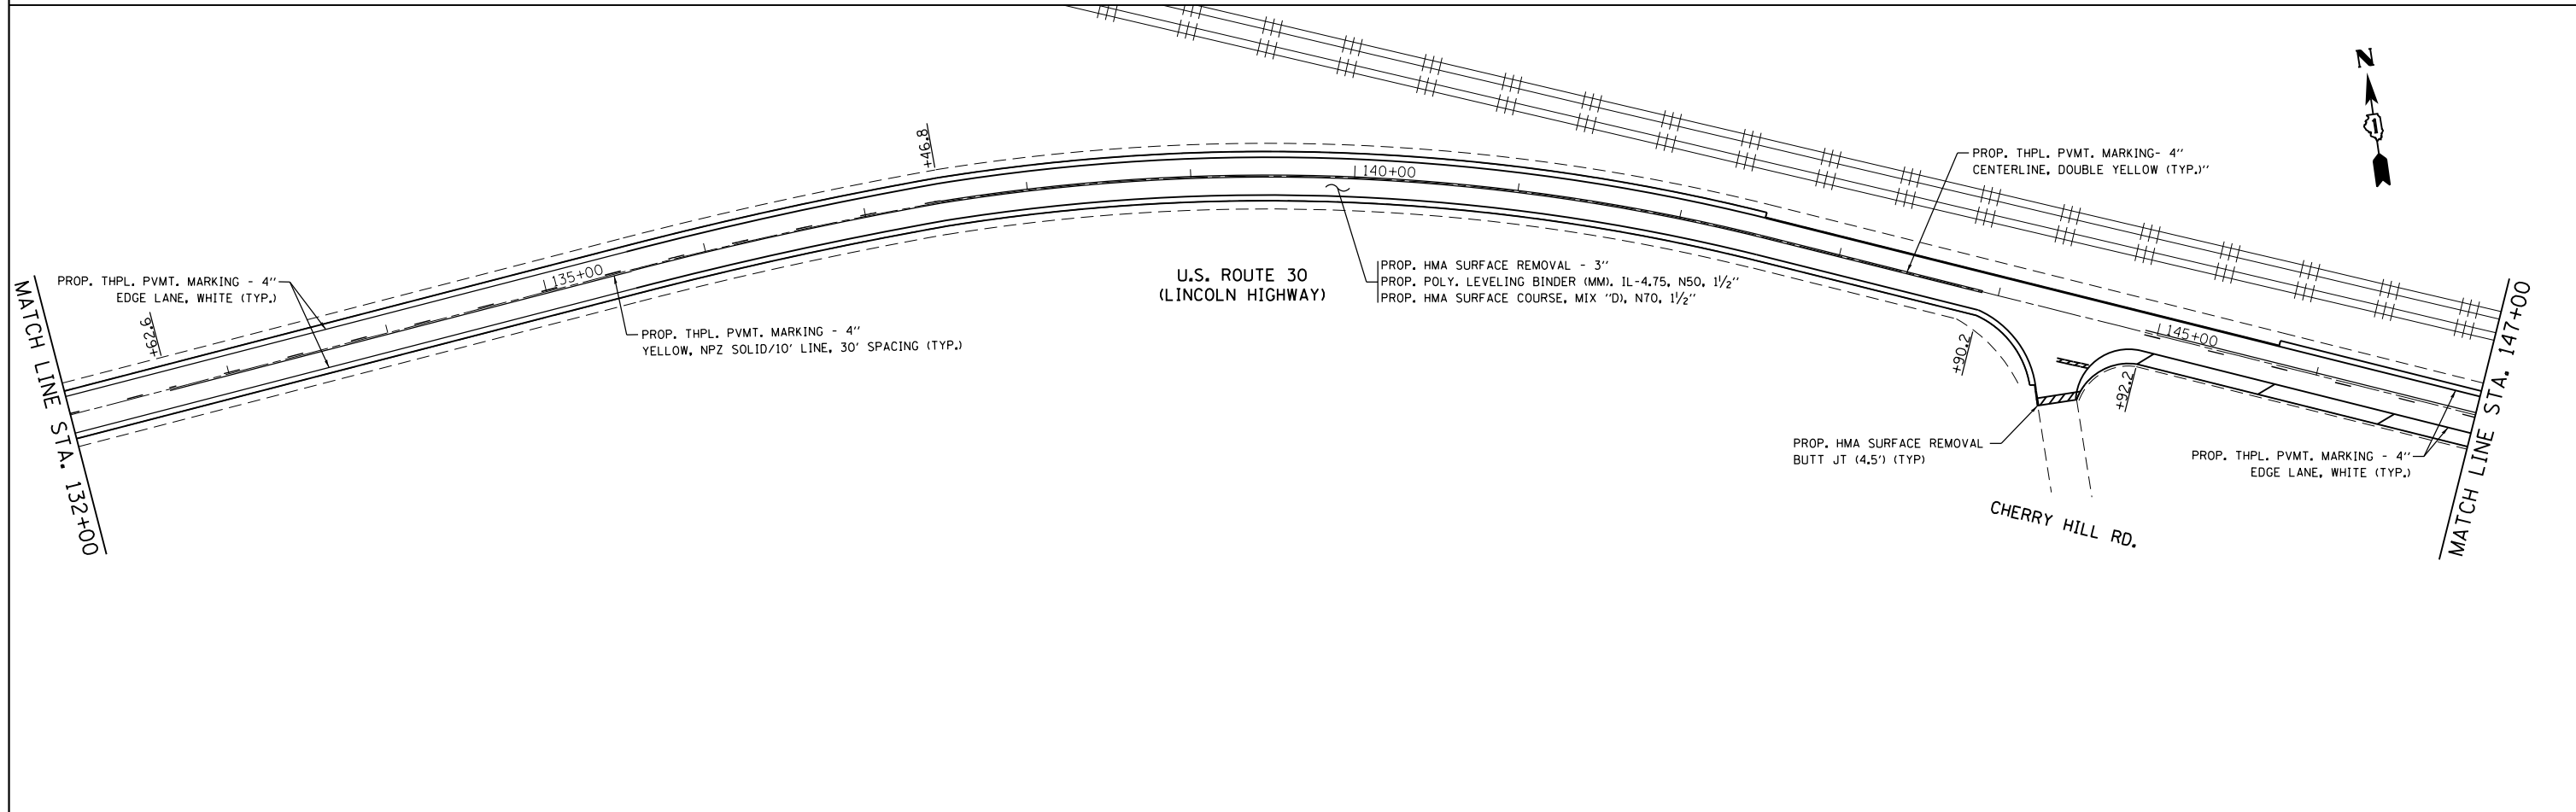 N
1
PROP. THPL. PVMT. MARKING- 4"
CENTERLINE, DOUBLE YELLOW (TYP.)"
+46.8
140+00
135+00
PROP. THPL. PVMT. MARKING - 4"
EDGE LANE, WHITE (TYP.)
+62.6
MATCH LINE STA. 132+00
PROP. THPL. PVMT. MARKING - 4"
YELLOW, NPZ SOLID/10' LINE, 30' SPACING (TYP.)
U.S. ROUTE 30
(LINCOLN HIGHWAY)
PROP. HMA SURFACE REMOVAL - 3"
PROP. POLY. LEVELING BINDER (MM), IL-4.75, N50, 1½"
PROP. HMA SURFACE COURSE, MIX "D), N70, 1½"
145+00
+90.2
+92.2
PROP. HMA SURFACE REMOVAL
BUTT JT (4.5') (TYP)
CHERRY HILL RD.
PROP. THPL. PVMT. MARKING - 4"
EDGE LANE, WHITE (TYP.)
MATCH LINE STA. 147+00